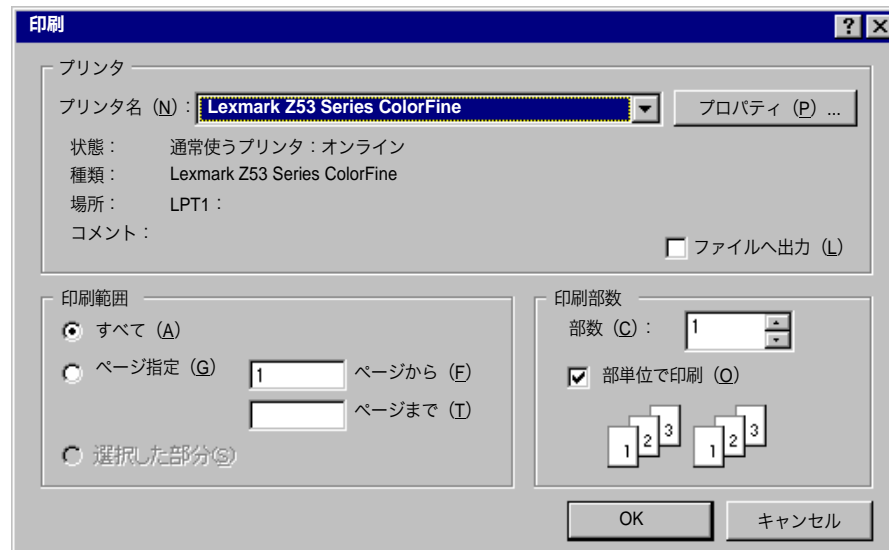 印刷
プリンタ
プリンタ名（N）： Lexmark Z53 Series ColorFine プロパティ（P）...
状態： 通常使うプリンタ：オンライン
種類： Lexmark Z53 Series ColorFine
場所： LPT1：
コメント：
ファイルへ出力（L）
印刷範囲
すべて（A）
ページ指定（G） 1 ページから（F）
ページまで（T）
選択した部分(S)
印刷部数
部数（C）： 1
部単位で印刷（O）
1 2 3 1 2 3
OK キャンセル